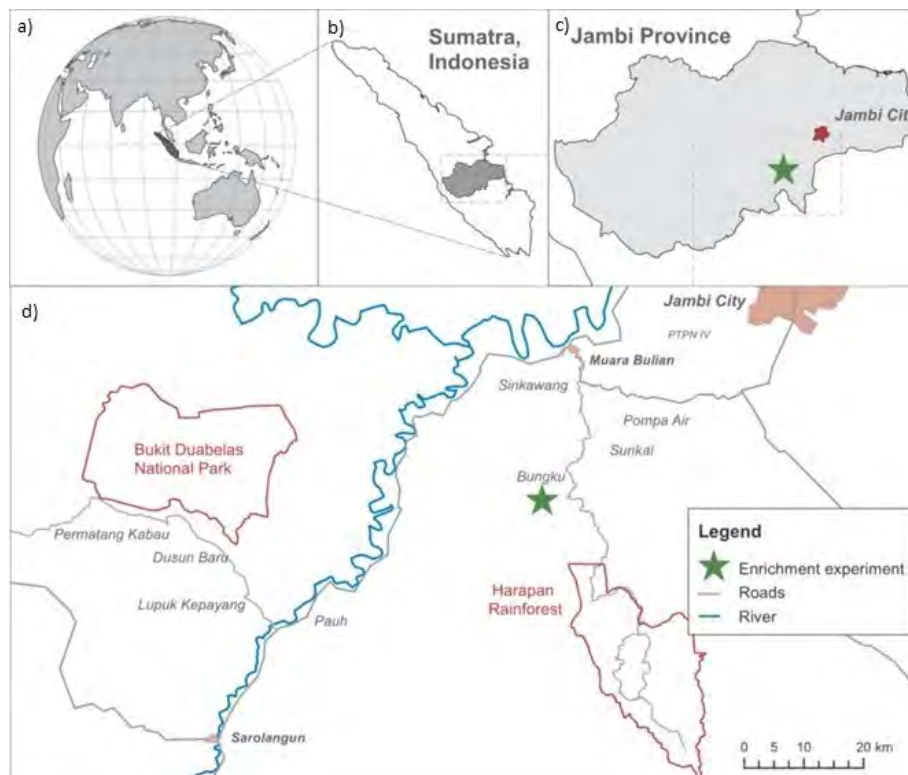 a)
b)
Sumatra,
Indonesia
c)
Jambi Province
Jambi Cit
d)
Jambi City
PTPN IV
Muara Bulian
Sinkawang
Pompa Air
Sunkai
Bungku
Bukit Duabelas
National Park
Permatang Kabau
Dusun Baru
Lupuk Kepayang
Pauh
Harapan
Rainforest
Sarolangun
Legend
Enrichment experiment
Roads
River
0 5 10 20 km